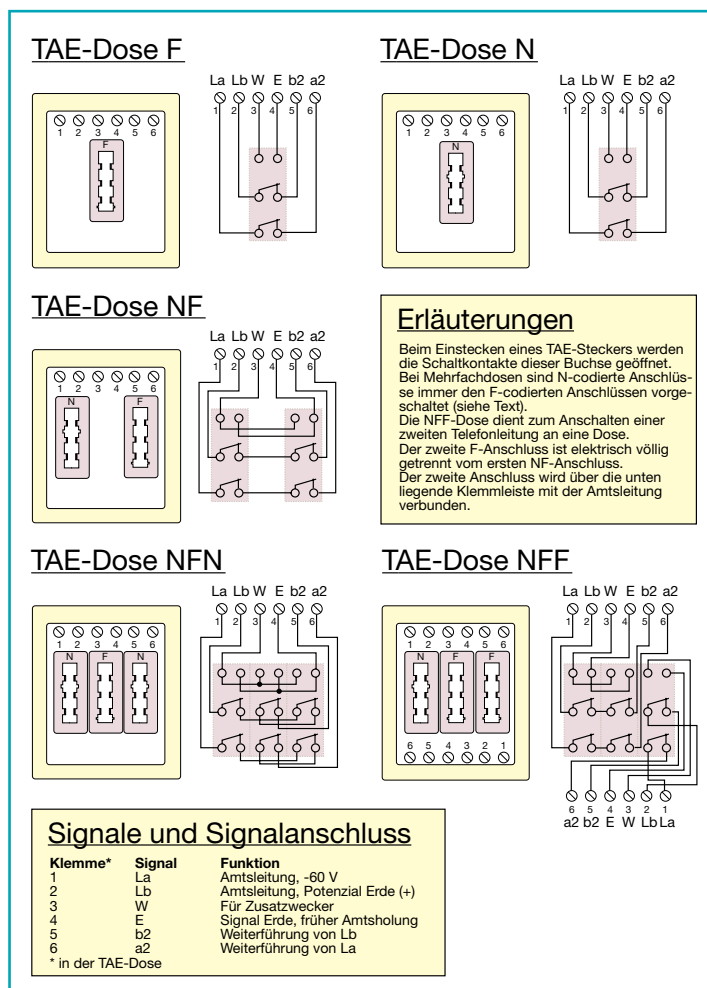 TAE-Dose F
La Lb W E b2 a2
1 2 3 4 5 6
1 2 3 4 5 6
F
TAE-Dose N
La Lb W E b2 a2
1 2 3 4 5 6
1 2 3 4 5 6
N
TAE-Dose NF
La Lb W E b2 a2
1 2 3 4 5 6
1 2 3 4 5 6
N F
Erläuterungen
Beim Einstecken eines TAE-Steckers werden
die Schaltkontakte dieser Buchse geöffnet.
Bei Mehrfachdosen sind N-codierte Anschlüs-
se immer den F-codierten Anschlüssen vorge-
schaltet (siehe Text).
Die NFF-Dose dient zum Anschalten einer
zweiten Telefonleitung an eine Dose.
Der zweite F-Anschluss ist elektrisch völlig
getrennt vom ersten NF-Anschluss.
Der zweite Anschluss wird über die unten
liegende Klemmleiste mit der Amtsleitung
verbunden.
TAE-Dose NFN
La Lb W E b2 a2
1 2 3 4 5 6
1 2 3 4 5 6
N F N
TAE-Dose NFF
La Lb W E b2 a2
1 2 3 4 5 6
1 2 3 4 5 6
N F F
6 5 4 3 2 1
6 5 4 3 2 1
a2 b2 E W Lb La
Signale und Signalanschluss
Klemme* Signal Funktion
1 La Amtsleitung, -60 V
2 Lb Amtsleitung, Potenzial Erde (+)
3 W Für Zusatzwecker
4 E Signal Erde, früher Amtsholung
5 b2 Weiterführung von Lb
6 a2 Weiterführung von La
* in der TAE-Dose